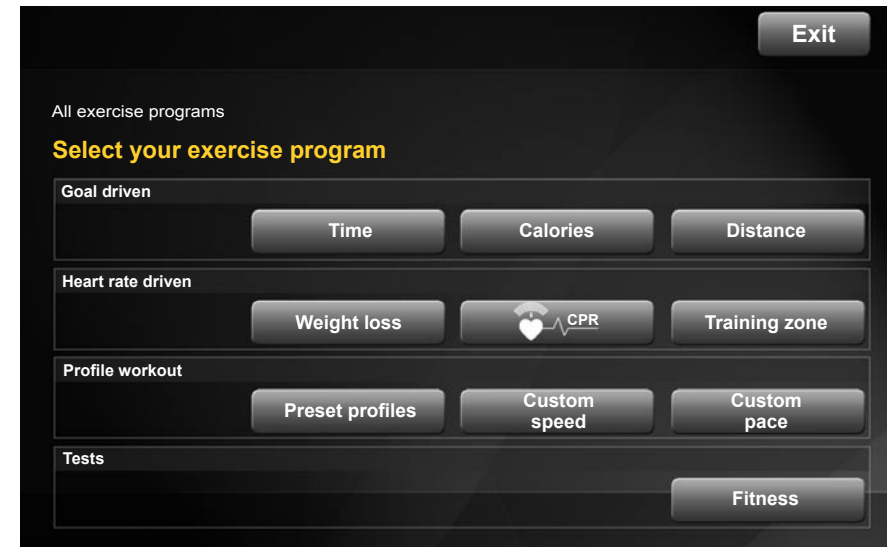 Exit
All exercise programs
Select your exercise program
Goal driven
Time Calories Distance
Heart rate driven
Weight loss CPR Training zone
Profile workout
Preset profiles Custom speed Custom pace
Tests
Fitness